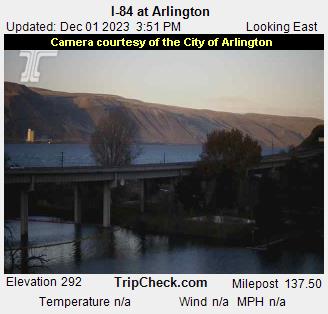 I-84 at Arlington
Updated: Dec 01 2023 3:51 PM Looking East
Camera courtesy of the City of Arlington
Elevation 292 TripCheck.com Milepost 137.50
Temperature n/a Wind n/a MPH n/a